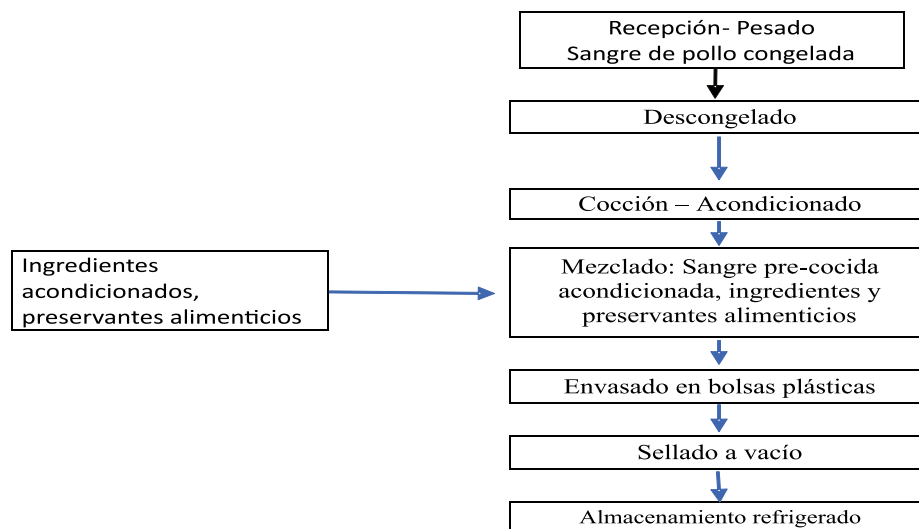 Recepción- Pesado
Sangre de pollo congelada
Descongelado
Cocción – Acondicionado
Ingredientes
acondicionados,
preservantes alimenticios
Mezclado: Sangre pre-cocida
acondicionada, ingredientes y
preservantes alimenticios
Envasado en bolsas plásticas
Sellado a vacío
Almacenamiento refrigerado